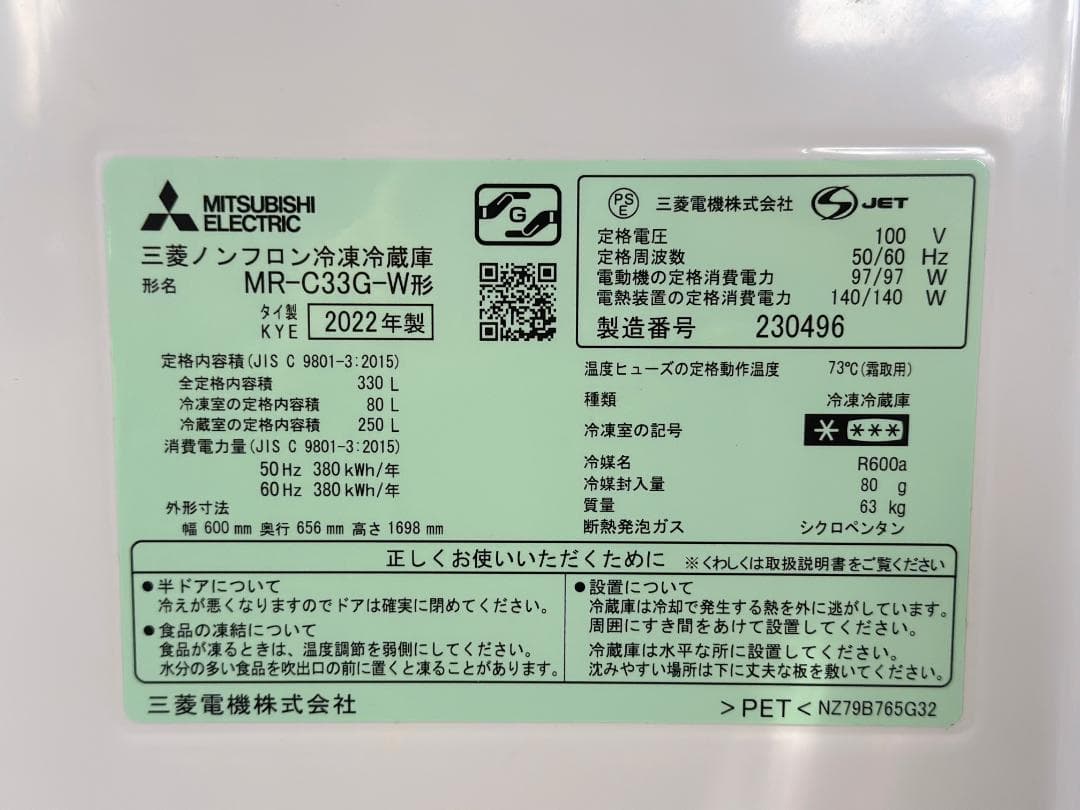 MITSUBISHI
ELECTRIC
三菱ノンフロン冷凍冷蔵庫
形名 MR-C33G-W形
タイ製
KYE 2022年製
G
定格内容積(JIS C 9801-3:2015)
全定格内容積 330 L
冷凍室の定格内容積 80 L
冷蔵室の定格内容積 250 L
消費電力量(JIS C 9801-3:2015)
50Hz 380kWh/年
60Hz 380kWh/年
外形寸法
幅 600mm 奥行 656mm 高さ 1698mm
PSE 三菱電機株式会社 JET
定格電圧 100 V
定格周波数 50/60 Hz
電動機の定格消費電力 97/97 W
電熱装置の定格消費電力 140/140 W
製造番号 230496
温度ヒューズの定格動作温度 73℃(霜取用)
種類 冷凍冷蔵庫
冷凍室の記号 * ***
冷媒名 R600a
冷媒封入量 80 g
質量 63 kg
断熱発泡ガス シクロペンタン
正しくお使いいただくために ※くわしくは取扱説明書をご覧ください
●半ドアについて
冷えが悪くなりますのでドアは確実に閉めてください。
●食品の凍結について
食品が凍るときは、温度調節を弱側にしてください。
水分の多い食品を吹出口の前に置くと凍ることがあります。
●設置について
冷蔵庫は冷却で発生する熱を外に逃がしています。
周囲にすき間をあけて設置してください。
冷蔵庫は水平な所に設置してください。
沈みやすい場所は下に丈夫な板を敷いてください。
三菱電機株式会社
>PET< NZ79B765G32